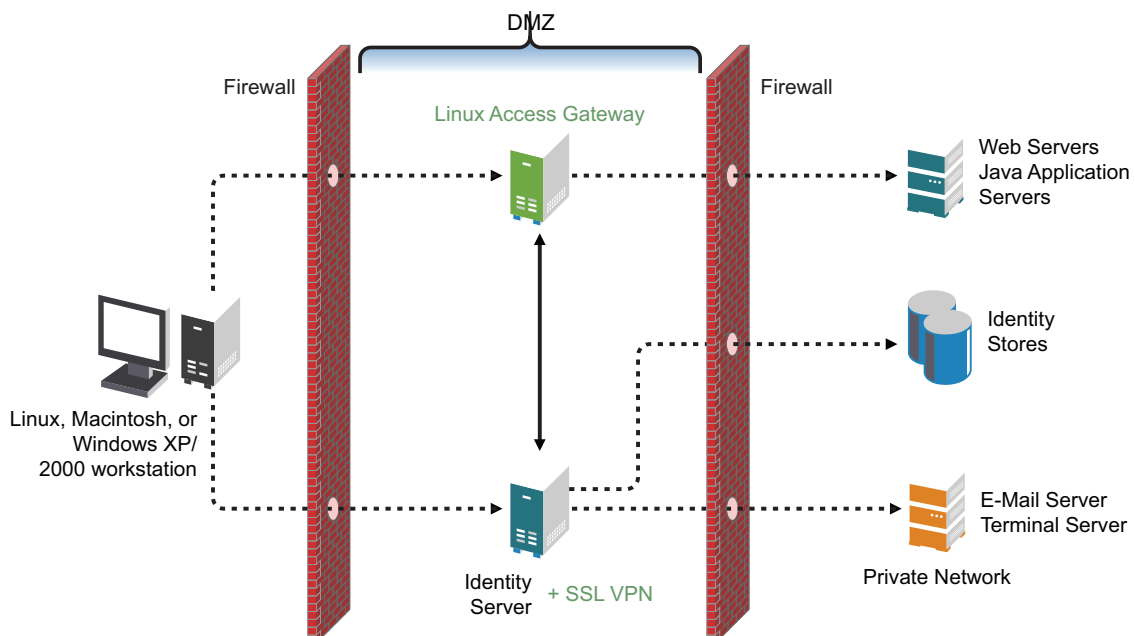 DMZ
Firewall
Firewall
Linux Access Gateway
Web Servers
Java Application
Servers
Identity
Stores
Linux, Macintosh, or
Windows XP/
2000 workstation
E-Mail Server
Terminal Server
Identity
Server
+ SSL VPN
Private Network